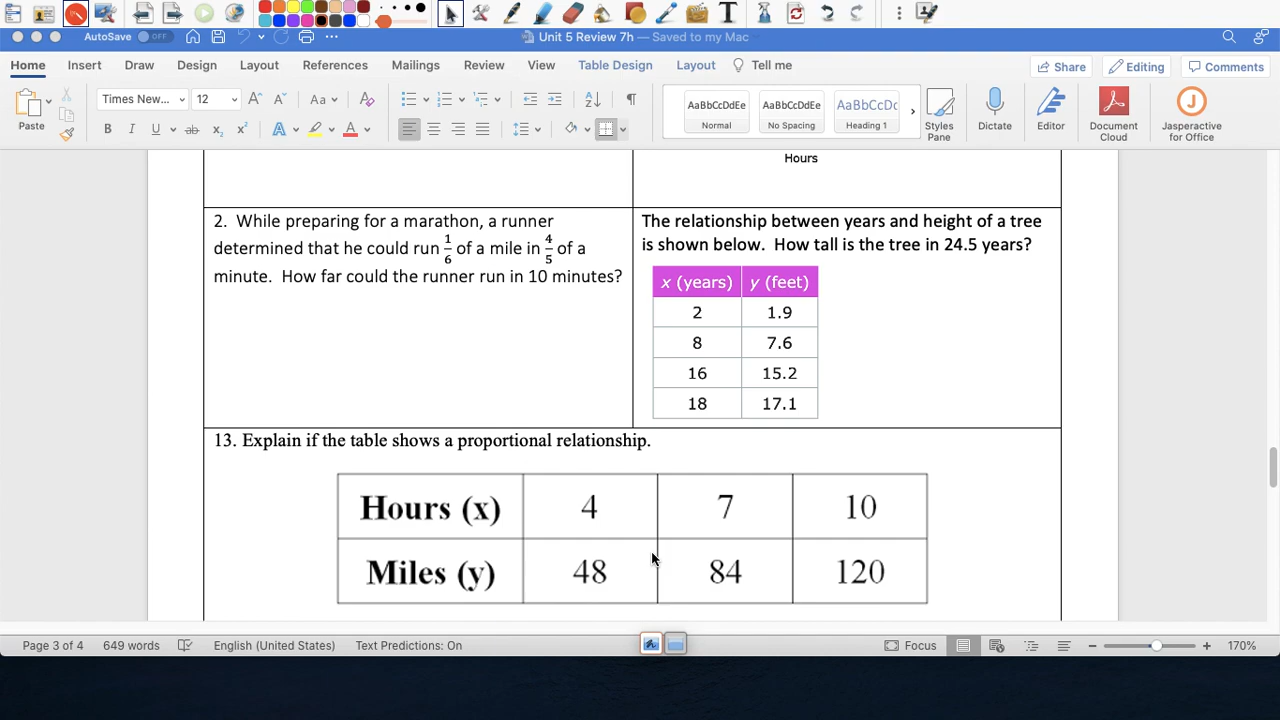 AutoSave OFF
Unit 5 Review 7h — Saved to my Mac
Home Insert Draw Design Layout References Mailings Review View Table Design Layout Tell me
Share Editing Comments
Paste
Times New... 12
AaBbCcDdEe AaBbCcDdEe AaBbCcDc
Normal No Spacing Heading 1
Styles Pane
Dictate
Editor
Document Cloud
Jasperactive for Office
Hours
2. While preparing for a marathon, a runner
determined that he could run 1/6 of a mile in 4/5 of a
minute. How far could the runner run in 10 minutes?
The relationship between years and height of a tree
is shown below. How tall is the tree in 24.5 years?
x (years) y (feet)
2 1.9
8 7.6
16 15.2
18 17.1
13. Explain if the table shows a proportional relationship.
Hours (x) 4 7 10
Miles (y) 48 84 120
Page 3 of 4 649 words English (United States) Text Predictions: On Focus 170%